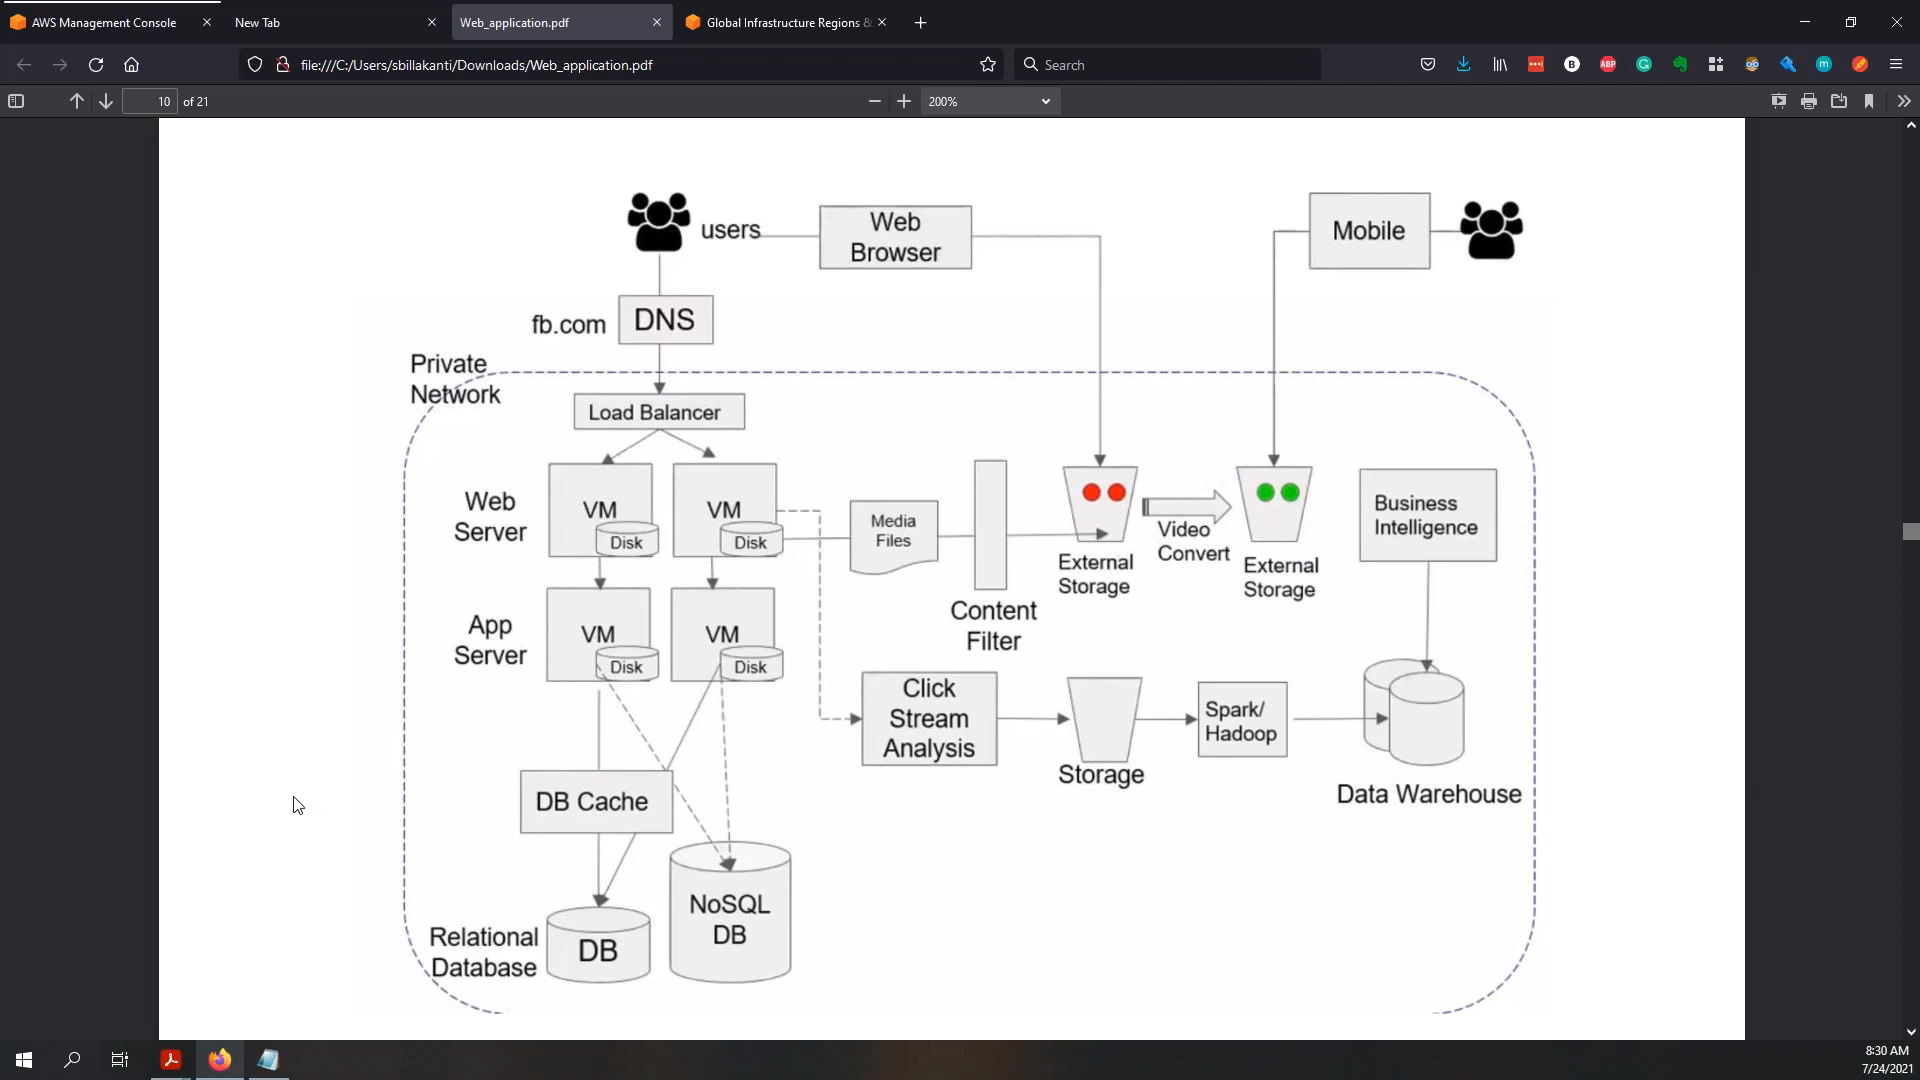 AWS Management Console
New Tab
Web_application.pdf
Global Infrastructure Regions &
file:///C:/Users/sbillakanti/Downloads/Web_application.pdf
Search
10 of 21
200%
users
Web
Browser
Mobile
fb.com
DNS
Private
Network
Load Balancer
Web
Server
VM
Disk
VM
Disk
Media
Files
Content
Filter
External
Storage
Video
Convert
External
Storage
Business
Intelligence
App
Server
VM
Disk
VM
Disk
Click
Stream
Analysis
Storage
Spark/
Hadoop
Data Warehouse
DB Cache
NoSQL
DB
Relational
Database
DB
8:30 AM
7/24/2021